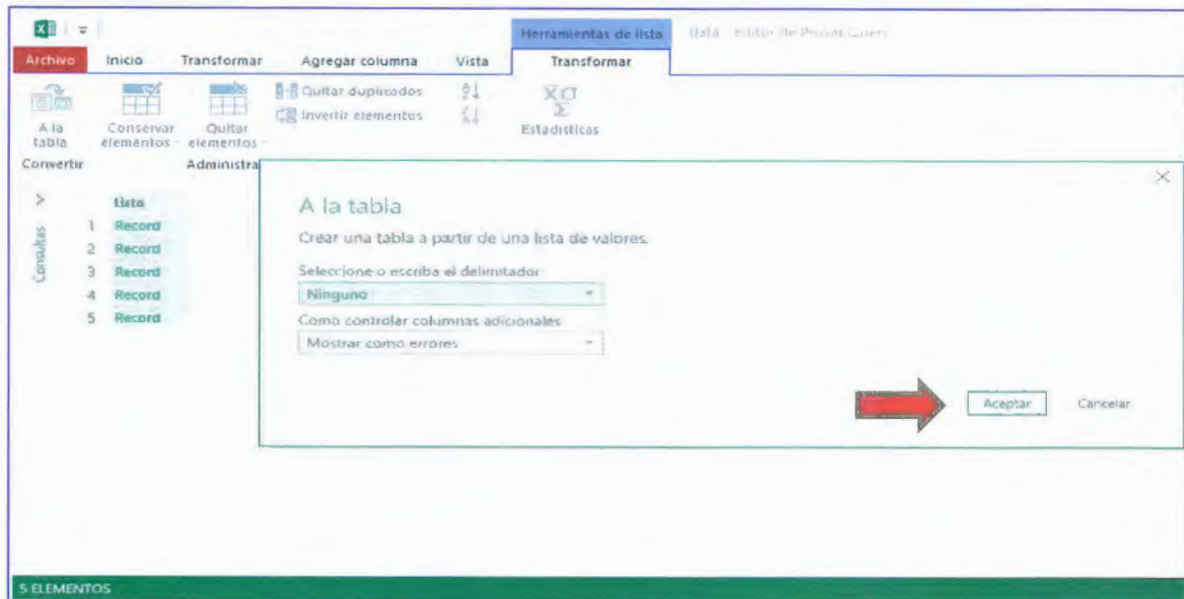 Herramientas de lista
Archivo Inicio Transformar Agregar columna Vista Transformar
A la tabla
Conservar elementos
Quitar elementos
Quitar duplicados
Invertir elementos
Estadísticas
Convertir Administra
Consultas
Lista
1 Record
2 Record
3 Record
4 Record
5 Record
A la tabla
Crear una tabla a partir de una lista de valores.
Seleccione o escriba el delimitador
Ninguno
Cómo controlar columnas adicionales
Mostrar como errores
Aceptar Cancelar
5 ELEMENTOS